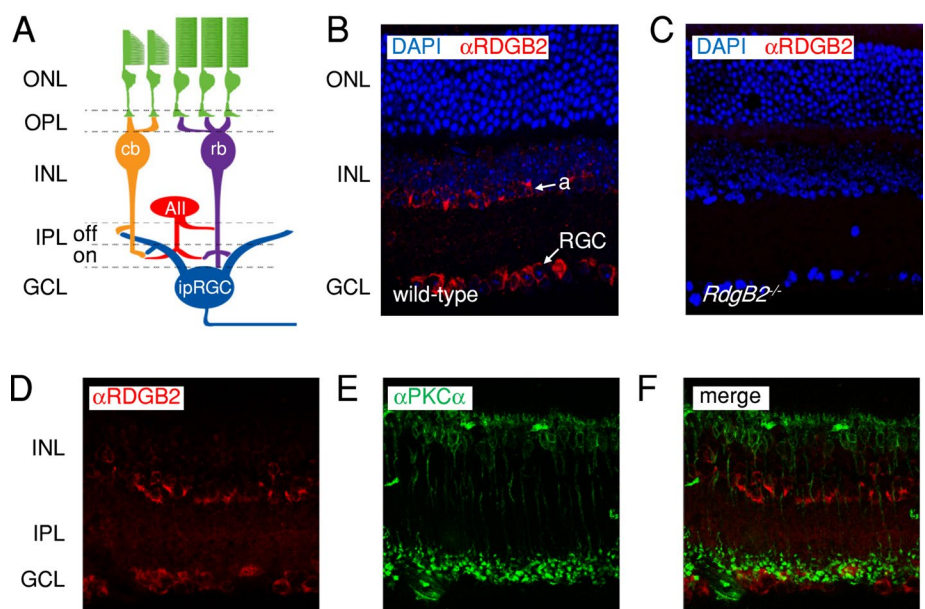 A
ONL
OPL
INL
IPL
off
on
GCL
cb
rb
AII
ipRGC
B
DAPI αRDGB2
ONL
INL
a
RGC
GCL
wild-type
C
DAPI αRDGB2
RdgB2-/-
D
αRDGB2
INL
IPL
GCL
E
αPKCα
F
merge